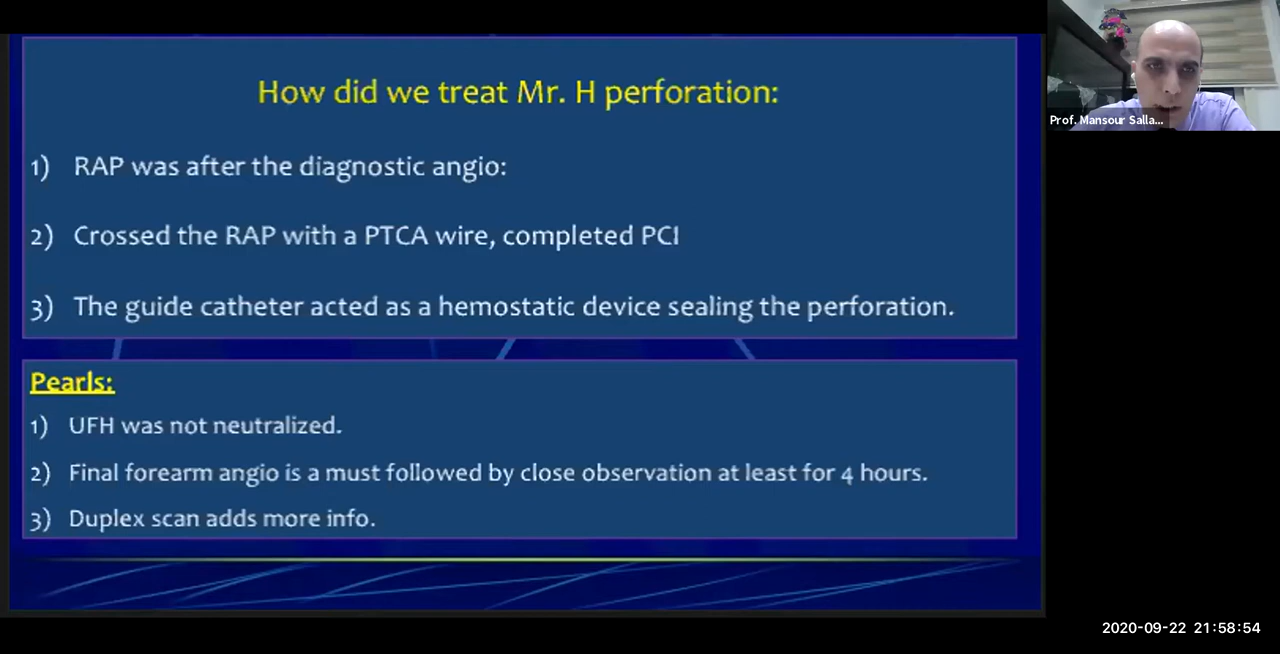 How did we treat Mr. H perforation:
1) RAP was after the diagnostic angio:
2) Crossed the RAP with a PTCA wire, completed PCI
3) The guide catheter acted as a hemostatic device sealing the perforation.
Pearls:
1) UFH was not neutralized.
2) Final forearm angio is a must followed by close observation at least for 4 hours.
3) Duplex scan adds more info.
Prof. Mansour Salla...
2020-09-22 21:58:54